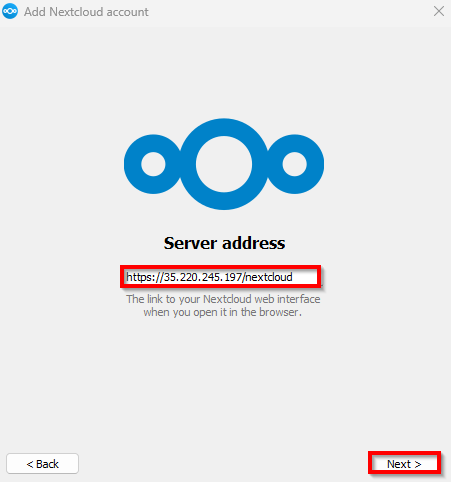 Add Nextcloud account
Server address
https://35.220.245.197/nextcloud
The link to your Nextcloud web interface
when you open it in the browser.
< Back
Next >